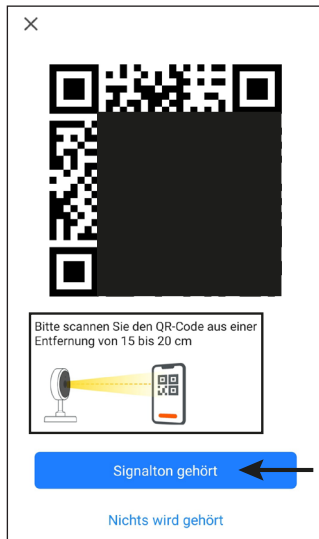 Bitte scannen Sie den QR-Code aus einer
Entfernung von 15 bis 20 cm
Signalton gehört
Nichts wird gehört